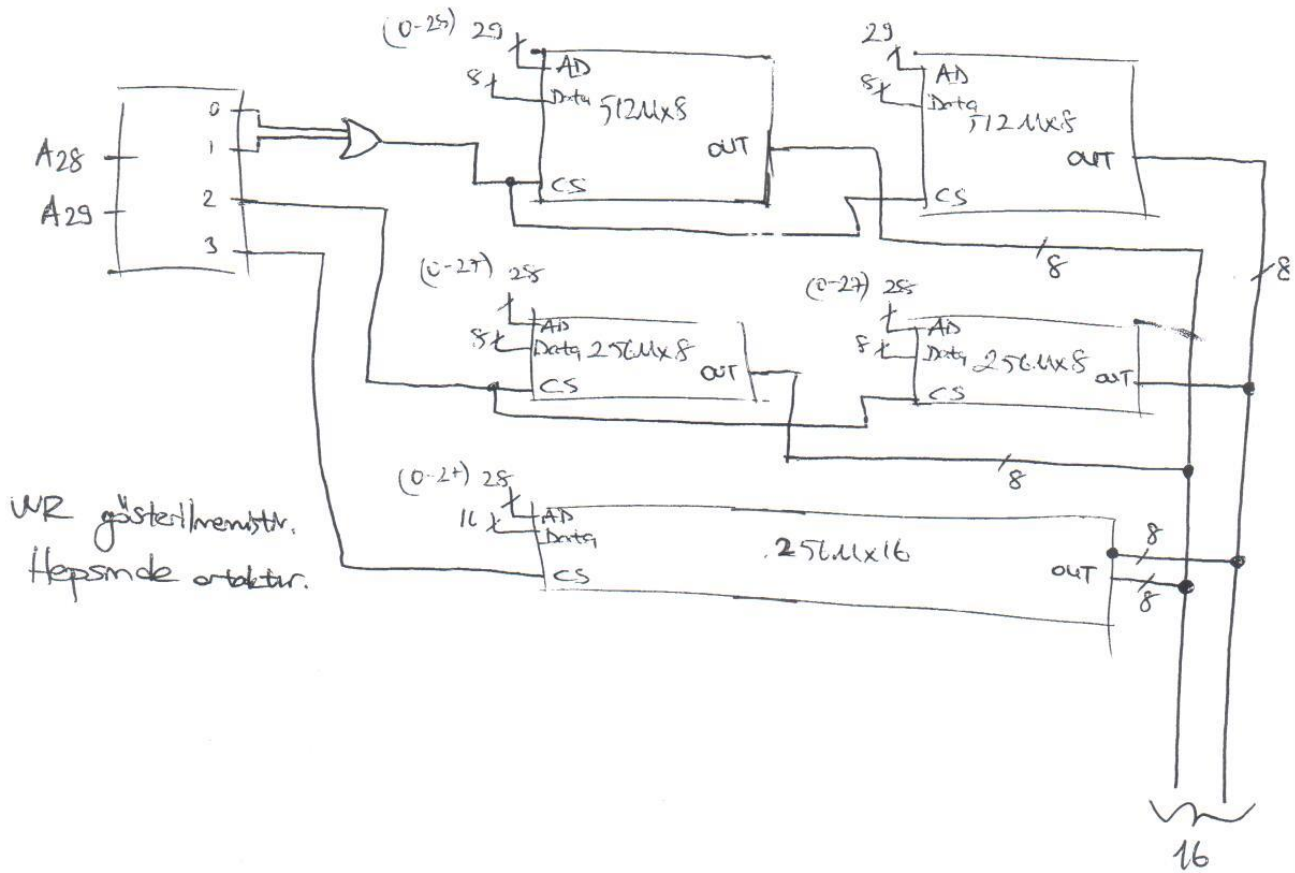 (0-28) 29
AD
8
Data
512Mx8
OUT
CS
29
AD
8
Data
512Mx8
OUT
CS
A28
A29
0
1
2
3
8
8
(0-27) 28
AD
8
Data
256Mx8
OUT
CS
(0-27) 28
AD
8
Data
256Mx8
OUT
CS
8
(0-27) 28
AD
16
Data
256Mx16
OUT
CS
8
8
WR gösterilmemiştir.
Hepsinde ortaktır.
16